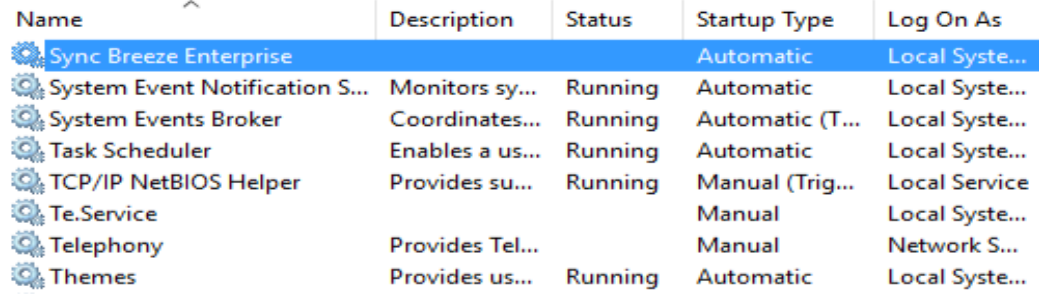 Name Description Status Startup Type Log On As
Sync Breeze Enterprise Automatic Local Syste...
System Event Notification S... Monitors sy... Running Automatic Local Syste...
System Events Broker Coordinates... Running Automatic (T... Local Syste...
Task Scheduler Enables a us... Running Automatic Local Syste...
TCP/IP NetBIOS Helper Provides su... Running Manual (Trig... Local Service
Te.Service Manual Local Syste...
Telephony Provides Tel... Manual Network S...
Themes Provides us... Running Automatic Local Syste...